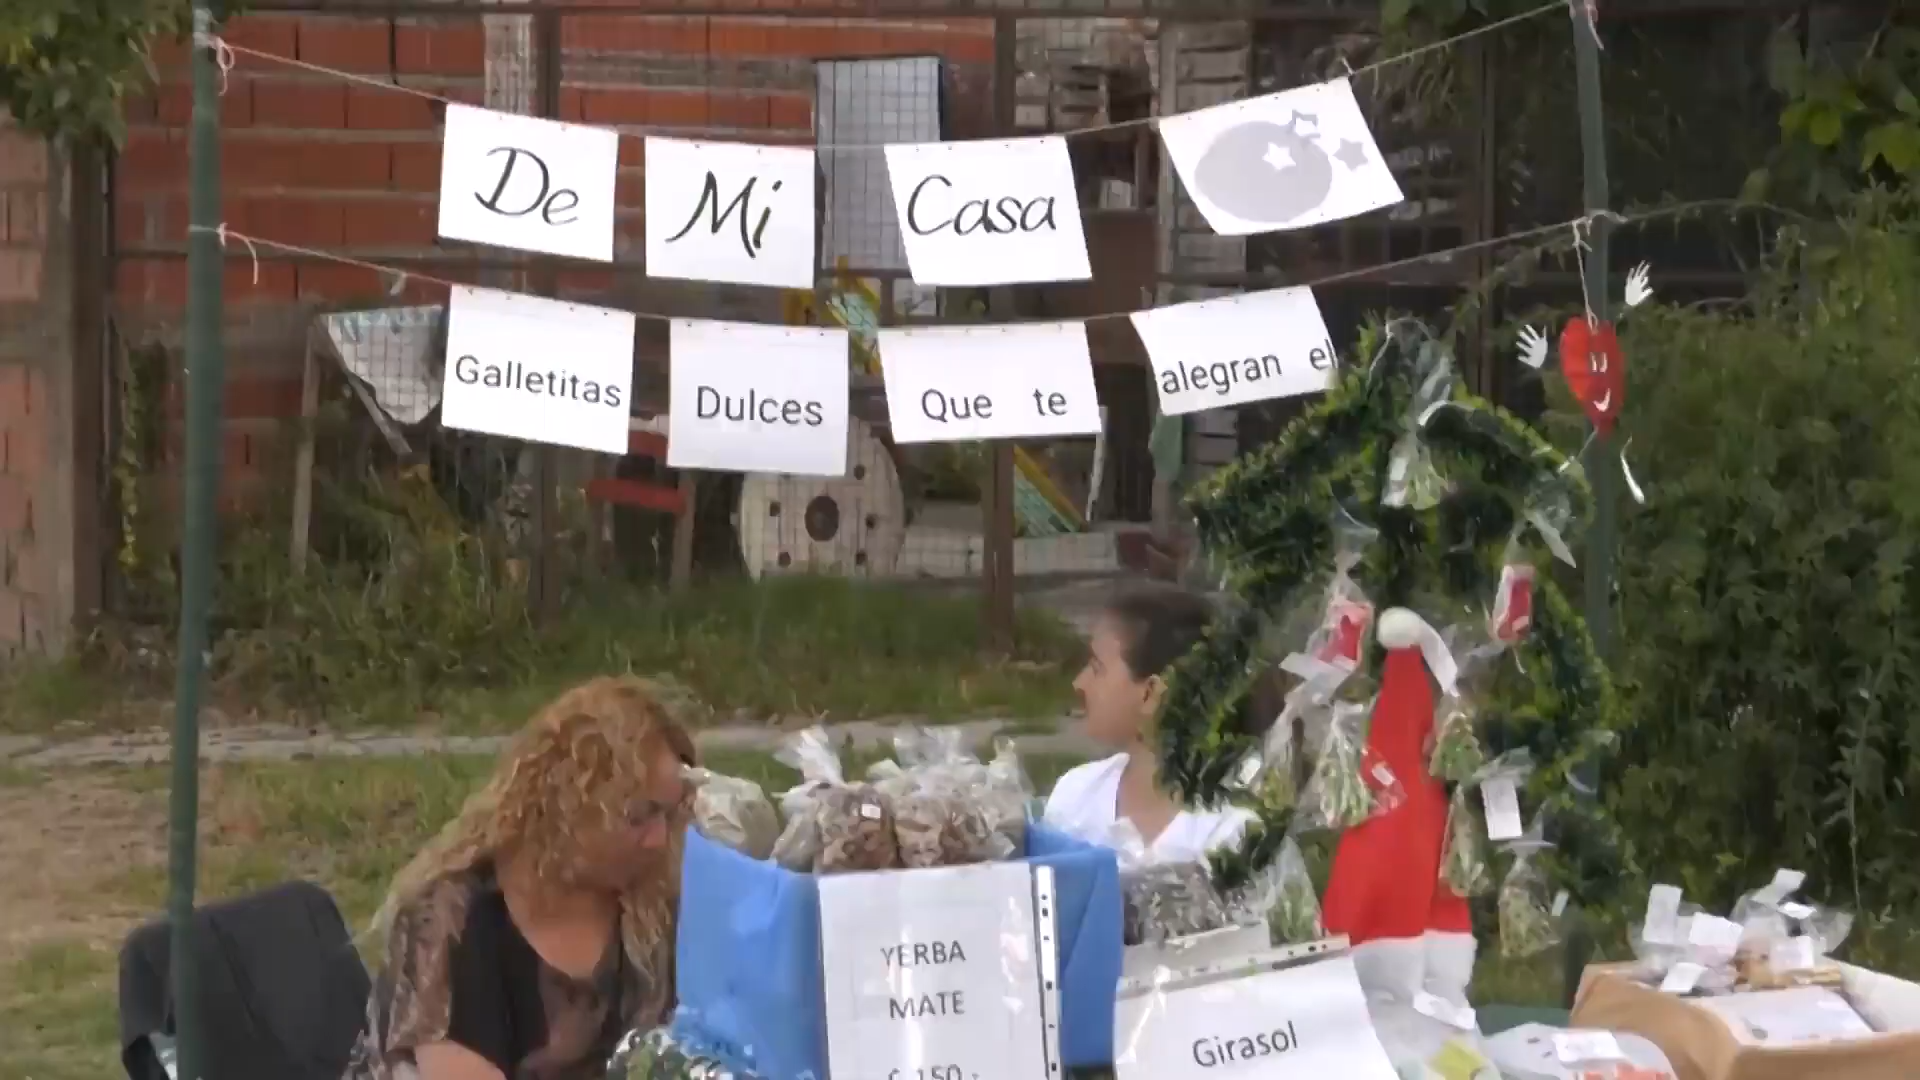 De Mi Casa
Galletitas Dulces Que te alegran el
YERBA
MATE
Girasol